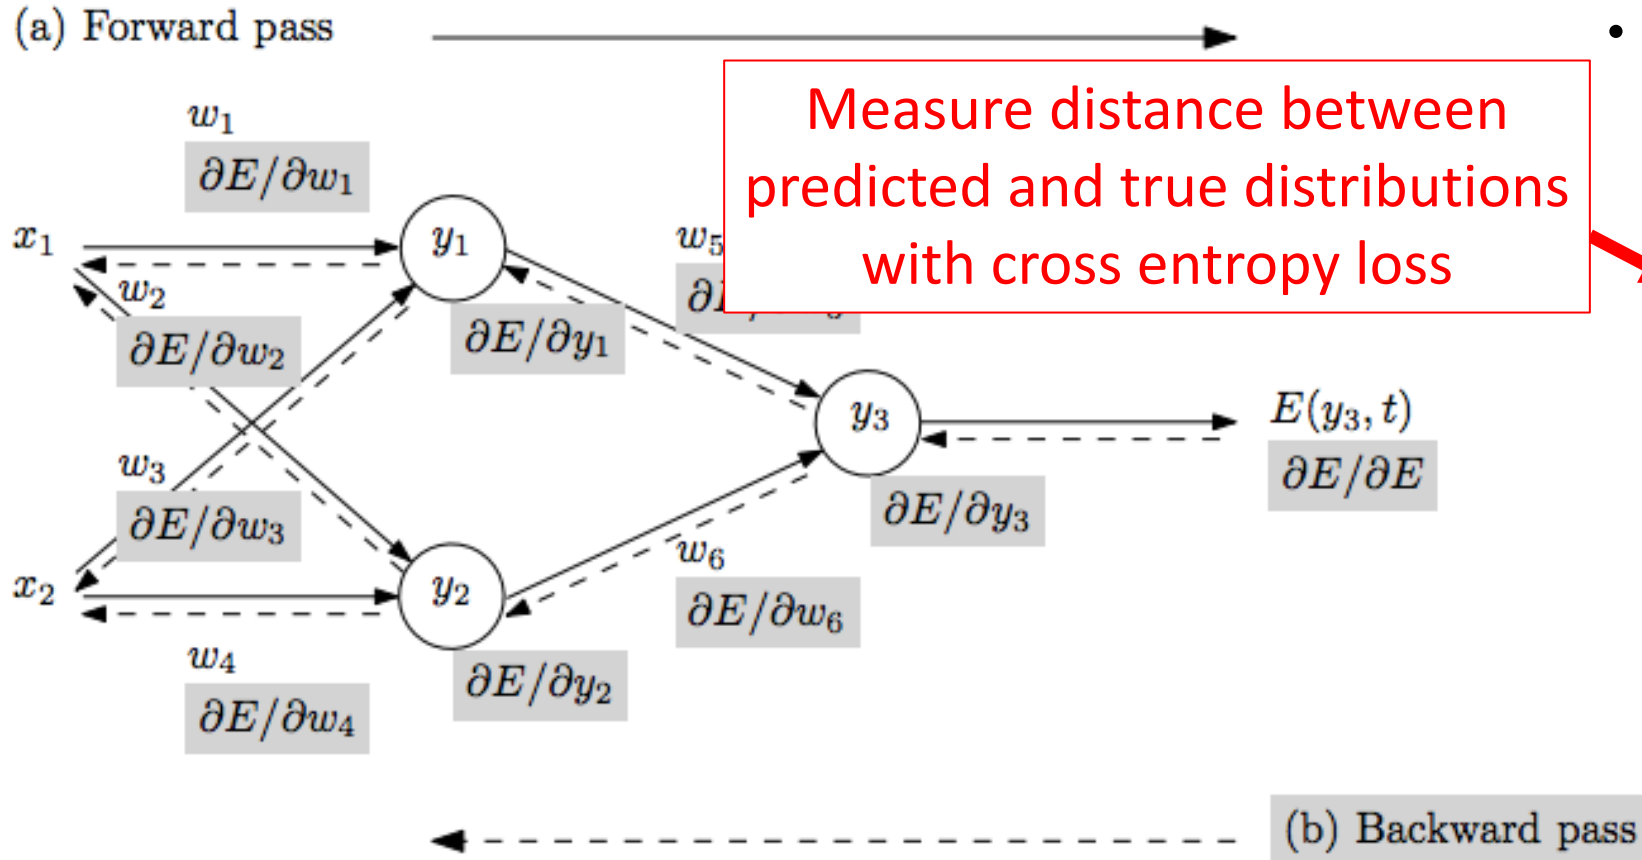 (a) Forward pass
•
Measure distance between
predicted and true distributions
with cross entropy loss
w₁
∂E/∂w₁
x₁
y₁
w₅
w₂
∂E/∂w₂
∂E/∂y₁
y₃
E(y₃, t)
∂E/∂E
w₃
∂E/∂w₃
∂E/∂y₃
x₂
y₂
w₆
∂E/∂w₆
w₄
∂E/∂w₄
∂E/∂y₂
(b) Backward pass